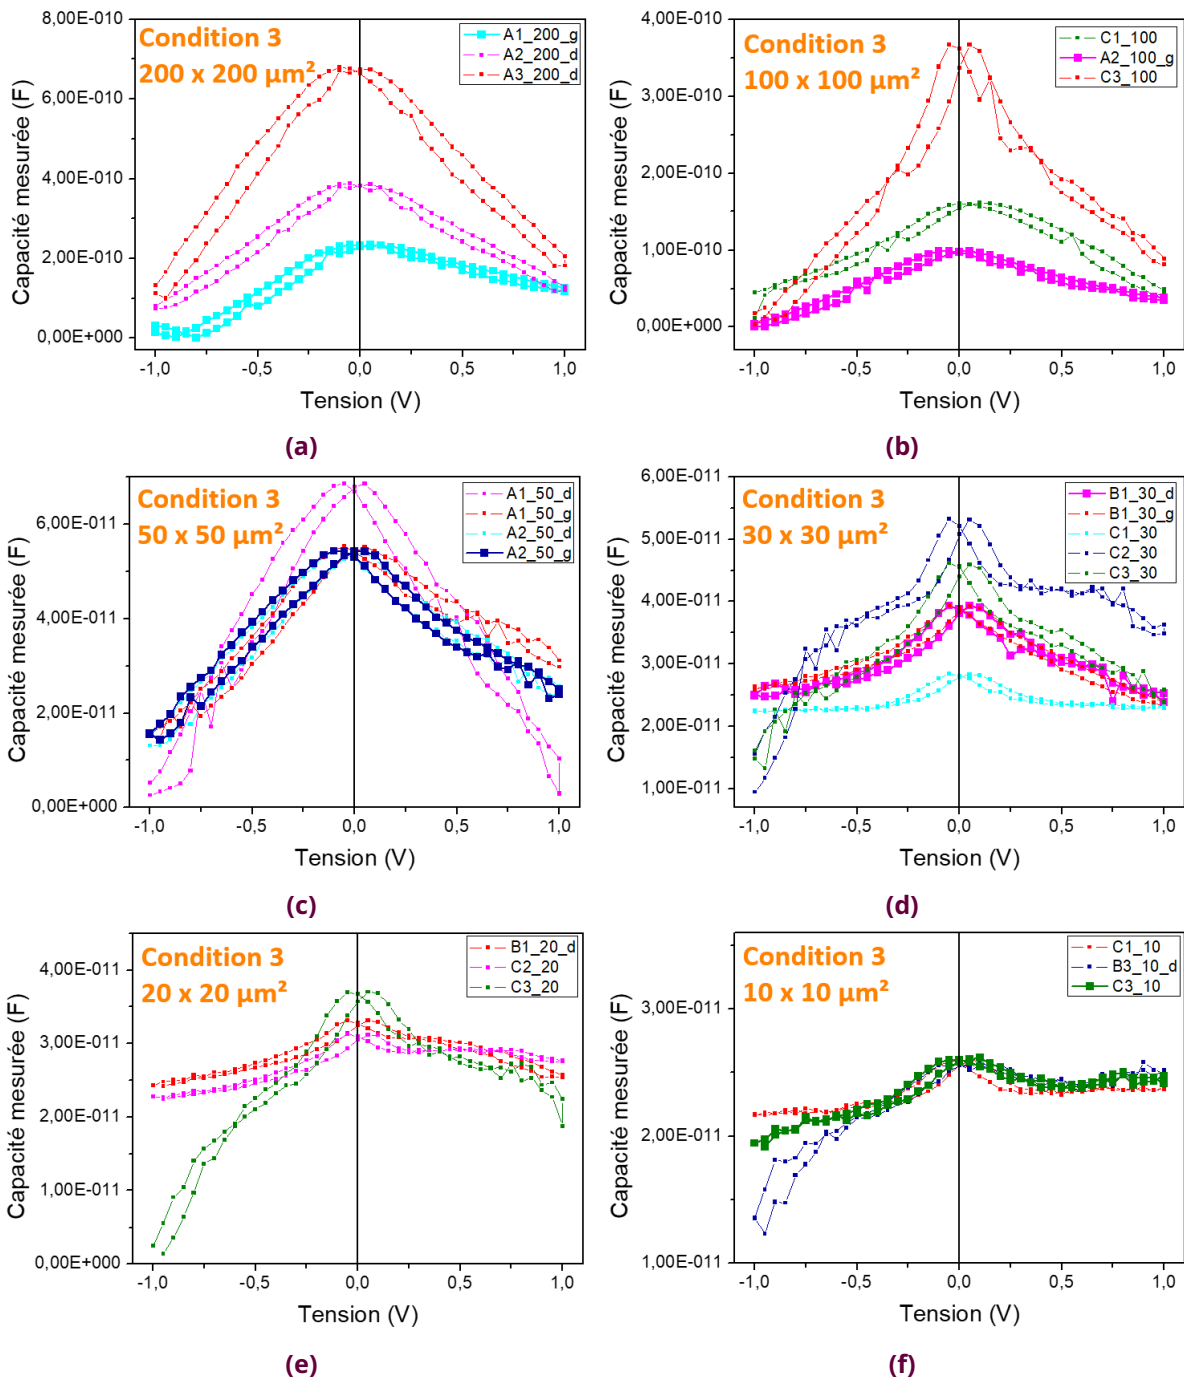 Condition 3
200 x 200 µm²
A1_200_g
A2_200_d
A3_200_d
8,00E-010
6,00E-010
4,00E-010
2,00E-010
0,00E+000
Capacité mesurée (F)
-1,0 -0,5 0,0 0,5 1,0
Tension (V)
(a)
Condition 3
100 x 100 µm²
C1_100
A2_100_g
C3_100
4,00E-010
3,00E-010
2,00E-010
1,00E-010
0,00E+000
Capacité mesurée (F)
-1,0 -0,5 0,0 0,5 1,0
Tension (V)
(b)
Condition 3
50 x 50 µm²
A1_50_d
A1_50_g
A2_50_d
A2_50_g
6,00E-011
4,00E-011
2,00E-011
0,00E+000
Capacité mesurée (F)
-1,0 -0,5 0,0 0,5 1,0
Tension (V)
(c)
Condition 3
30 x 30 µm²
B1_30_d
B1_30_g
C1_30
C2_30
C3_30
6,00E-011
5,00E-011
4,00E-011
3,00E-011
2,00E-011
1,00E-011
Capacité mesurée (F)
-1,0 -0,5 0,0 0,5 1,0
Tension (V)
(d)
Condition 3
20 x 20 µm²
B1_20_d
C2_20
C3_20
4,00E-011
3,00E-011
2,00E-011
1,00E-011
0,00E+000
Capacité mesurée (F)
-1,0 -0,5 0,0 0,5 1,0
Tension (V)
(e)
Condition 3
10 x 10 µm²
C1_10
B3_10_d
C3_10
3,00E-011
2,00E-011
1,00E-011
Capacité mesurée (F)
-1,0 -0,5 0,0 0,5 1,0
Tension (V)
(f)